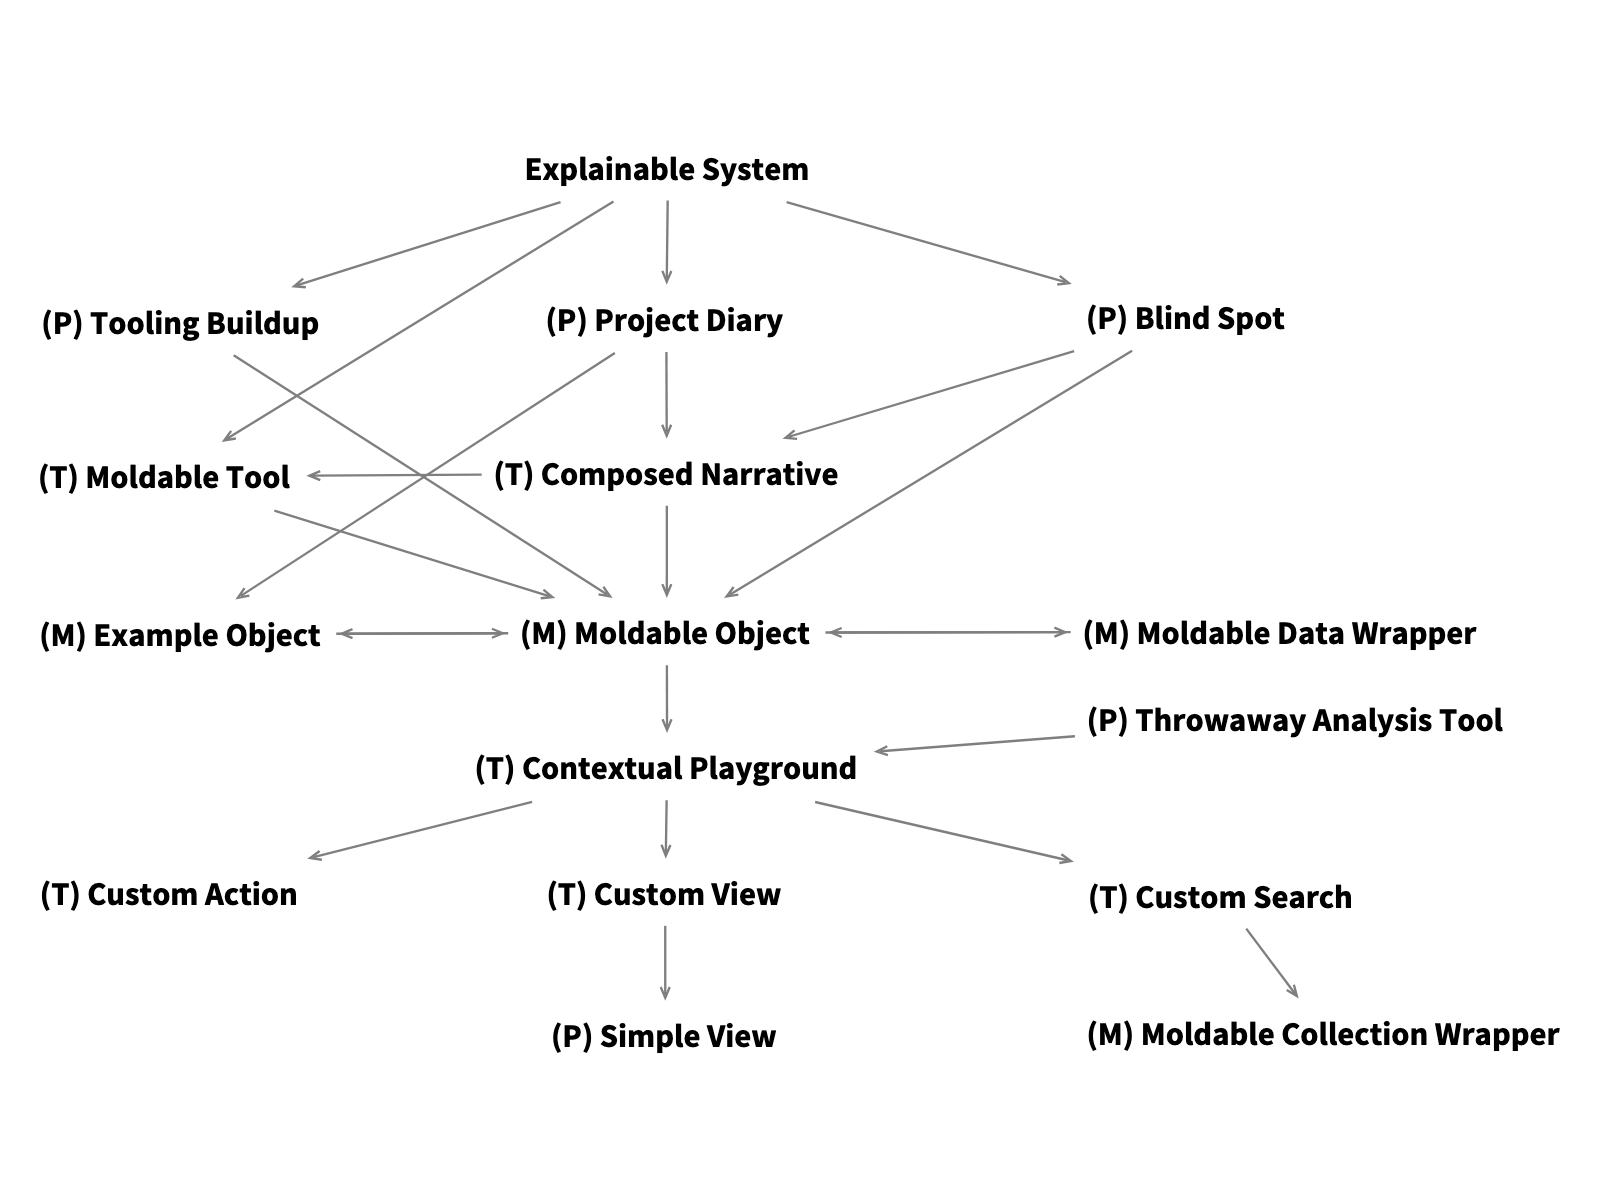 Explainable System
(P) Tooling Buildup
(P) Project Diary
(P) Blind Spot
(T) Moldable Tool
(T) Composed Narrative
(M) Example Object
(M) Moldable Object
(M) Moldable Data Wrapper
(P) Throwaway Analysis Tool
(T) Contextual Playground
(T) Custom Action
(T) Custom View
(T) Custom Search
(P) Simple View
(M) Moldable Collection Wrapper